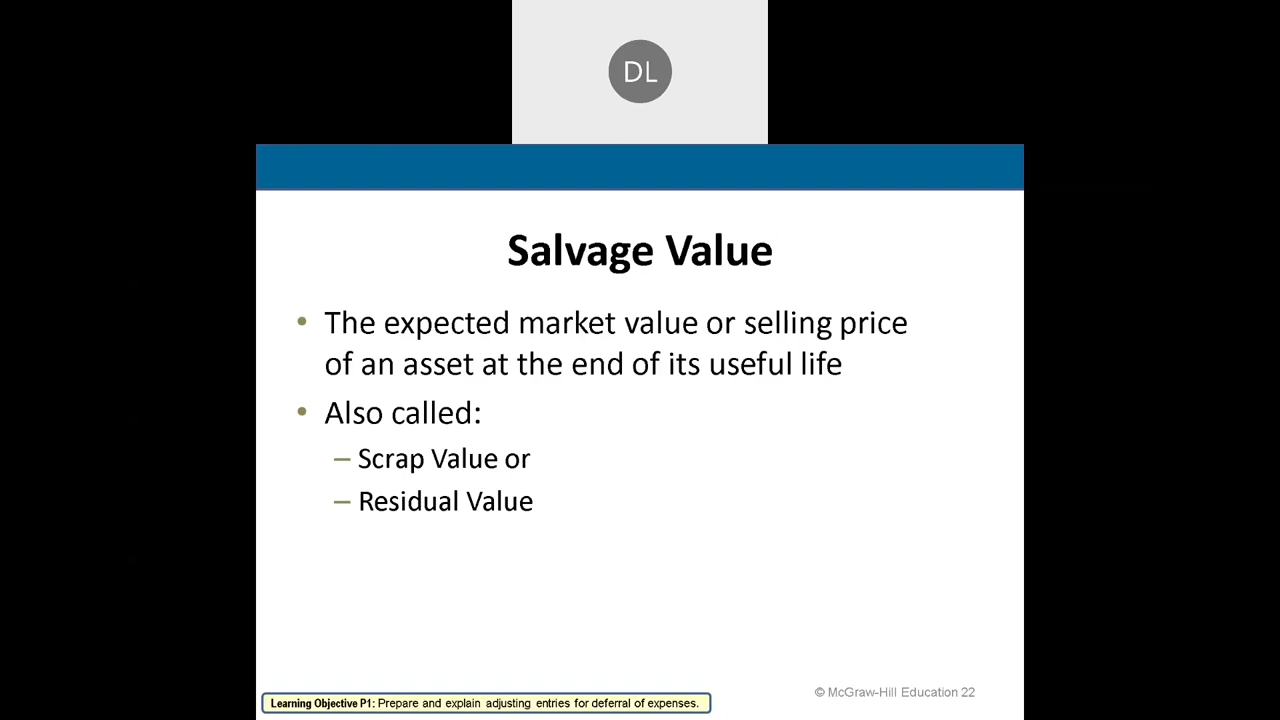 DL
Salvage Value
• The expected market value or selling price
of an asset at the end of its useful life
• Also called:
– Scrap Value or
– Residual Value
© McGraw-Hill Education 22
Learning Objective P1: Prepare and explain adjusting entries for deferral of expenses.